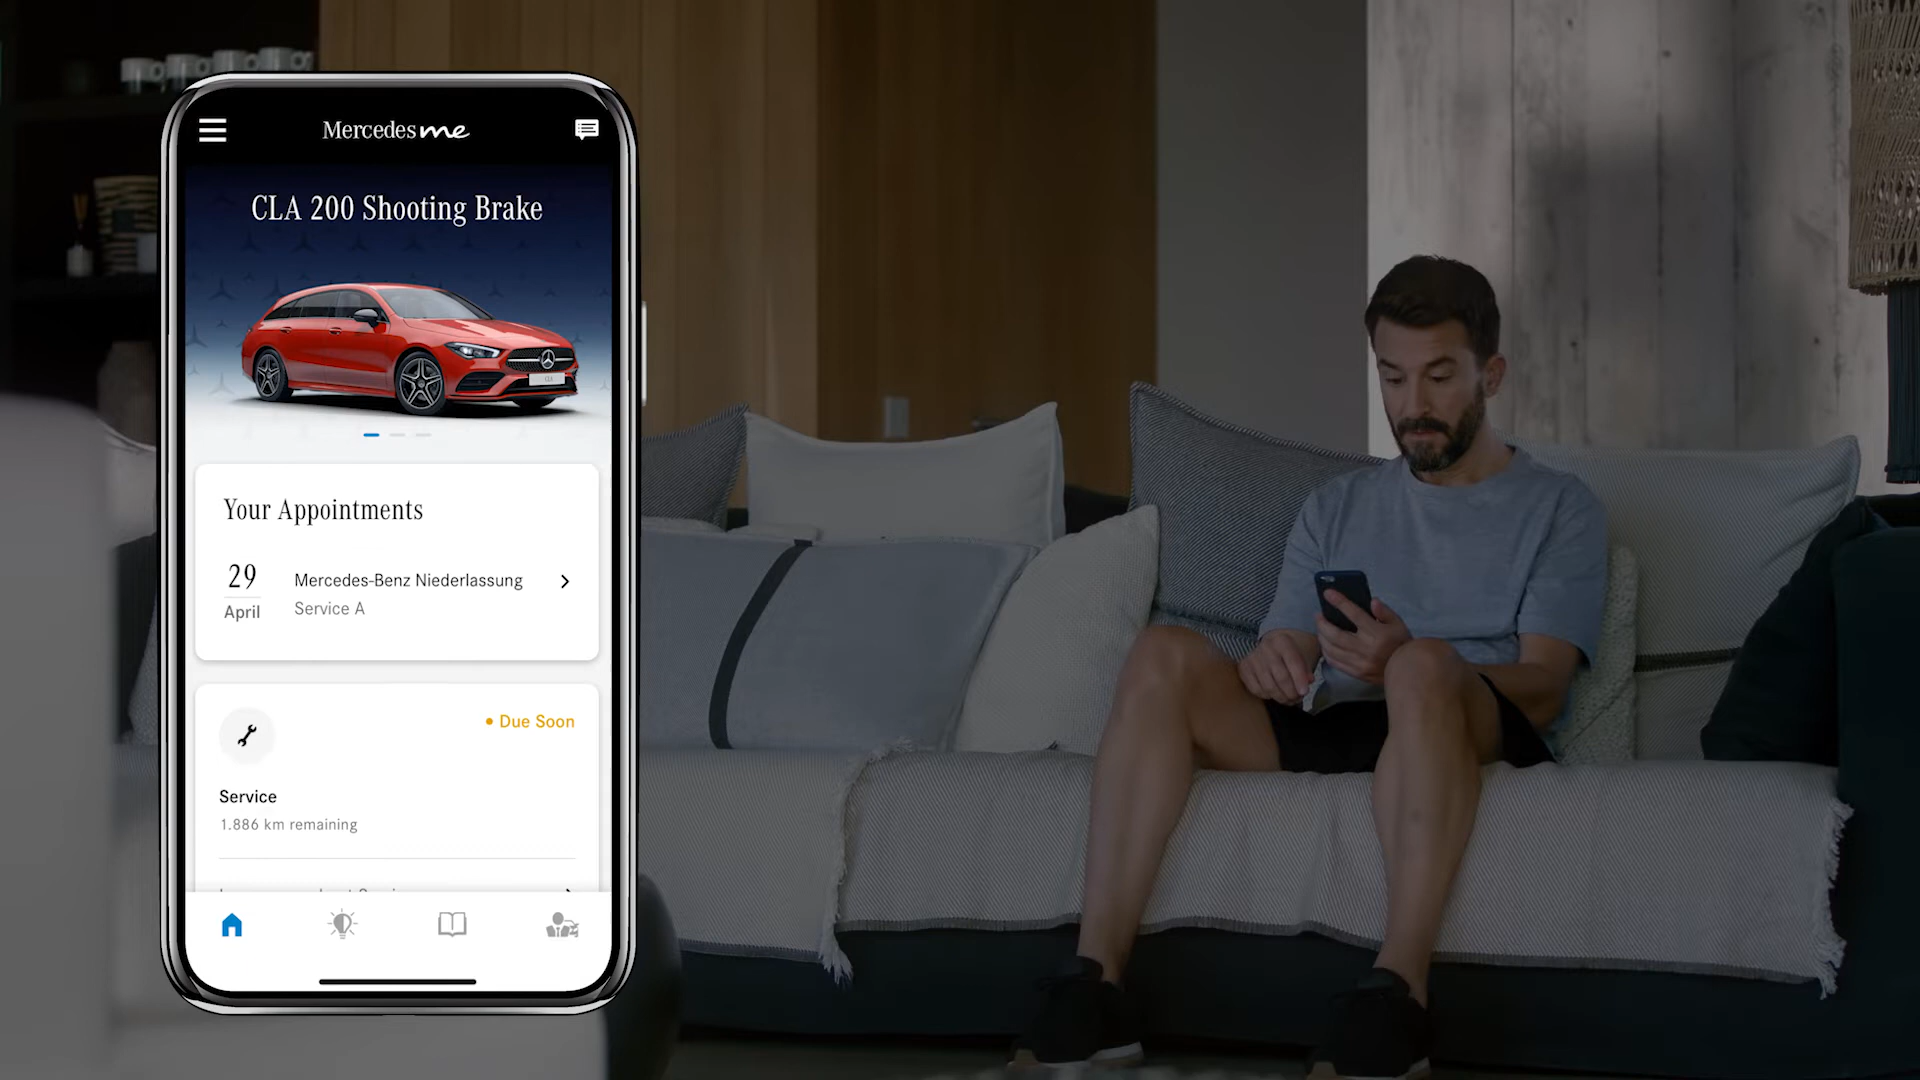 Mercedes me
CLA 200 Shooting Brake
CLA
Your Appointments
29
April
Mercedes-Benz Niederlassung
Service A
• Due Soon
Service
1.886 km remaining